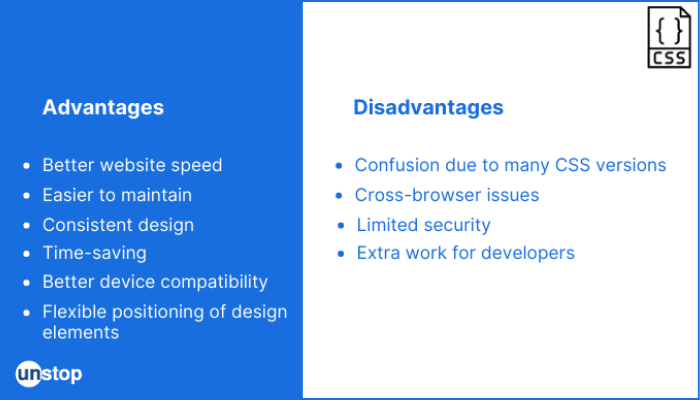 { }
CSS
Advantages
• Better website speed
• Easier to maintain
• Consistent design
• Time-saving
• Better device compatibility
• Flexible positioning of design
elements
Disadvantages
• Confusion due to many CSS versions
• Cross-browser issues
• Limited security
• Extra work for developers
unstop